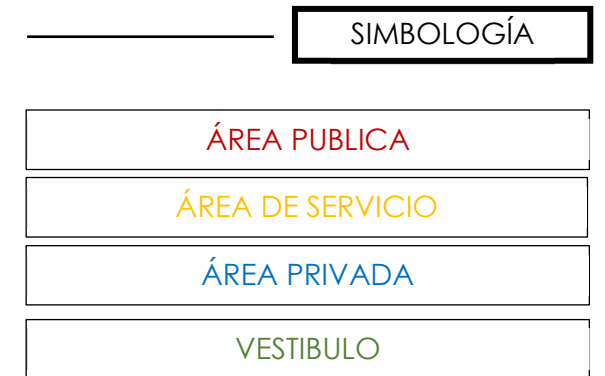 SIMBOLOGÍA
ÁREA PUBLICA
ÁREA DE SERVICIO
ÁREA PRIVADA
VESTIBULO